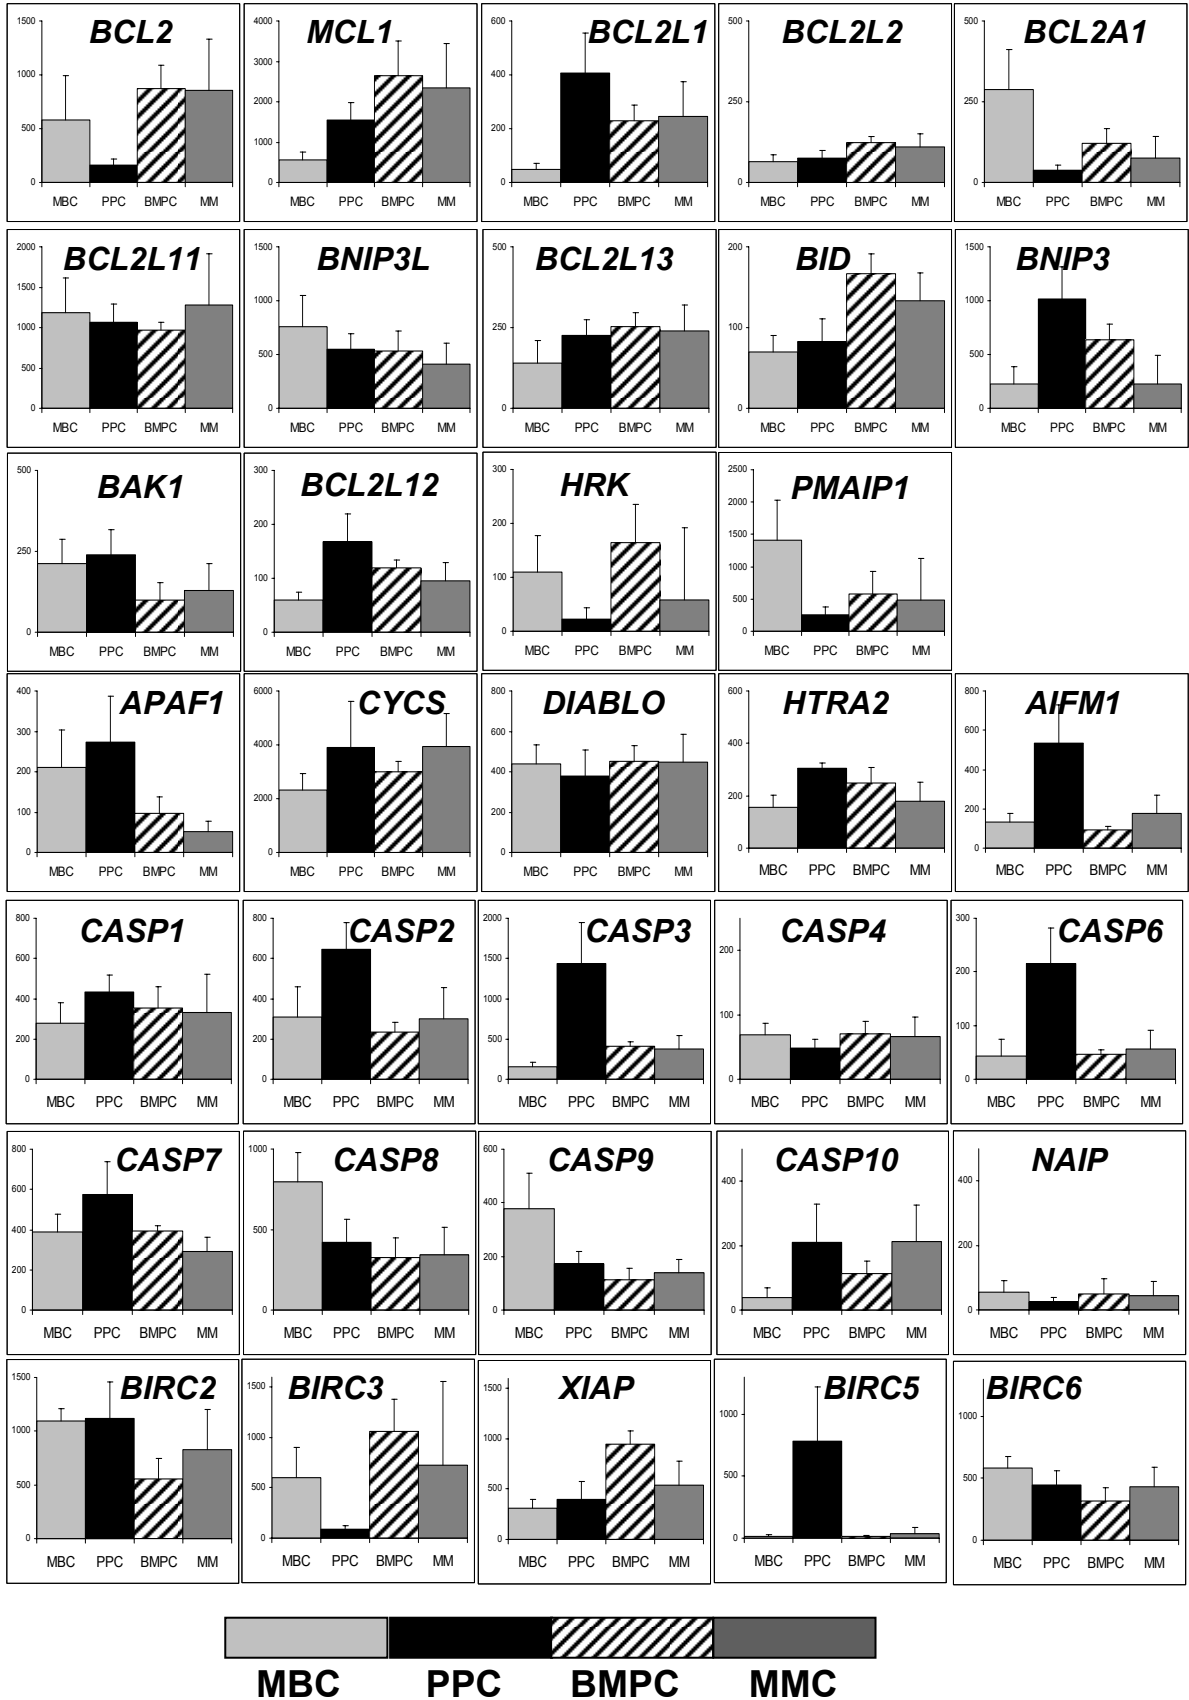 BCL2 MCL1 BCL2L1 BCL2L2 BCL2A1
1500 4000 600 500 500
3000
1000 400
2000 250 250
500 200
1000
0 0 0 0 0
MBC PPC BMPC MM MBC PPC BMPC MM MBC PPC BMPC MM MBC PPC BMPC MM MBC PPC BMPC MM
BCL2L11 BNIP3L BCL2L13 BID BNIP3
2000 1500 500 200 1500
1500
1000 1000
1000 250 100
500 500 500
0 0 0 0 0
MBC PPC BMPC MM MBC PPC BMPC MM MBC PPC BMPC MM MBC PPC BMPC MM MBC PPC BMPC MM
BAK1 BCL2L12 HRK PMAIP1
500 300 300 2500
2000
200 200
1500
250
1000
100 100
500
0 0 0 0
MBC PPC BMPC MM MBC PPC BMPC MM MBC PPC BMPC MM MBC PPC BMPC MM
APAF1 CYCS DIABLO HTRA2 AIFM1
400 6000 800 600 800
300 600 600
4000 400
200 400 400
2000 200
100 200 200
0 0 0 0 0
MBC PPC BMPC MM MBC PPC BMPC MM MBC PPC BMPC MM MBC PPC BMPC MM MBC PPC BMPC MM
CASP1 CASP2 CASP3 CASP4 CASP6
800 800 2000 300
600 600 1500
200 200
400 400 1000
100
200 200 500
0 0 0 0 0
MBC PPC BMPC MM MBC PPC BMPC MM MBC PPC BMPC MM MBC PPC BMPC MM MBC PPC BMPC MM
CASP7 CASP8 CASP9 CASP10 NAIP
800 1000 600
600
400 400 400
400 500
200 200 200
200
0 0 0 0 0
MBC PPC BMPC MM MBC PPC BMPC MM MBC PPC BMPC MM MBC PPC BMPC MM MBC PPC BMPC MM
BIRC2 BIRC3 XIAP BIRC5 BIRC6
1500 1500 1500
1000 1000 1000 1000 1000
500 500 500 500 500
0 0 0 0 0
MBC PPC BMPC MM MBC PPC BMPC MM MBC PPC BMPC MM MBC PPC BMPC MM MBC PPC BMPC MM
MBC PPC BMPC MMC